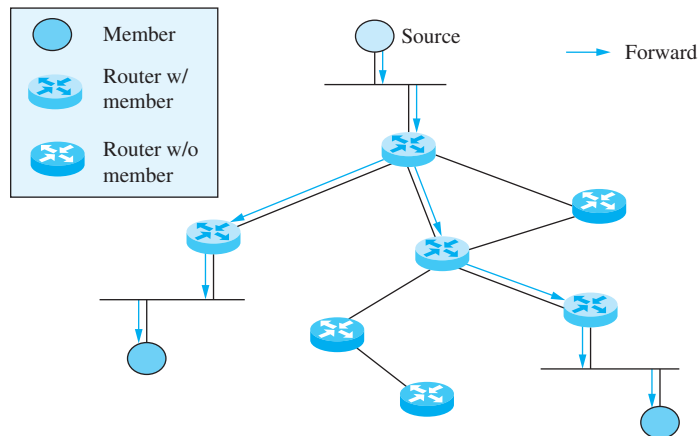 Member
Router w/
member
Router w/o
member
Source
Forward